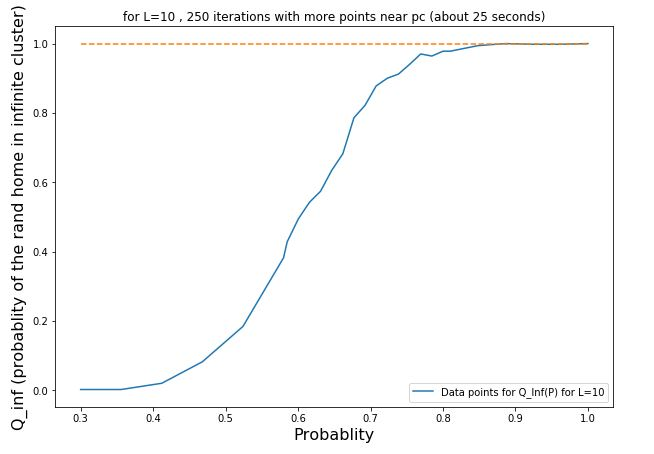 for L=10 , 250 iterations with more points near pc (about 25 seconds)
Q_inf (probablity of the rand home in infinite cluster)
1.0
0.8
0.6
0.4
0.2
0.0
Data points for Q_Inf(P) for L=10
0.3 0.4 0.5 0.6 0.7 0.8 0.9 1.0
Probablity